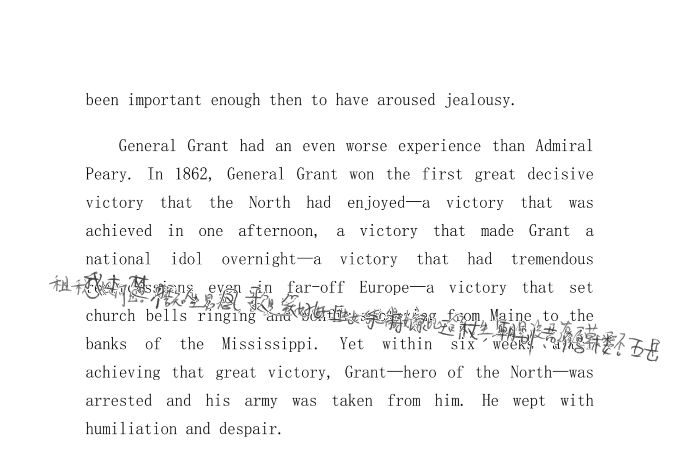 been important enough then to have aroused jealousy.
General Grant had an even worse experience than Admiral
Peary. In 1862, General Grant won the first great decisive
victory that the North had enjoyed—a victory that was
achieved in one afternoon, a victory that made Grant a
national idol overnight—a victory that had tremendous
even in far-off Europe—a victory that set
church bells ringing and from Maine to the
banks of the Mississippi. Yet within six weeks
achieving that great victory, Grant—hero of the North—was
arrested and his army was taken from him. He wept with
humiliation and despair.